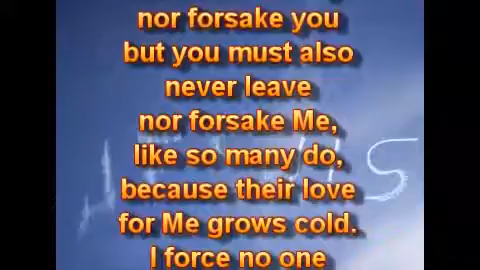 nor forsake you
but you must also
never leave
nor forsake Me,
like so many do,
because their love
for Me grows cold.
I force no one